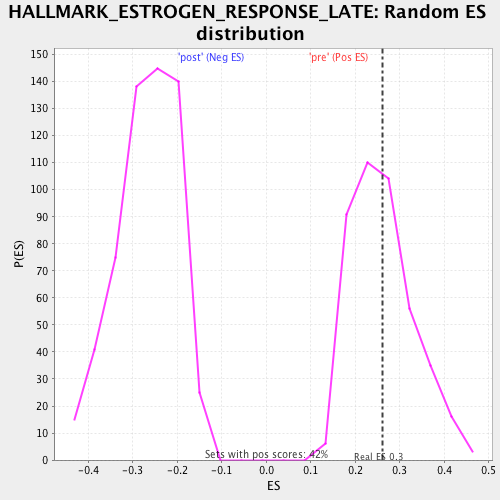 HALLMARK_ESTROGEN_RESPONSE_LATE: Random ES
distribution
'post' (Neg ES) 'pre' (Pos ES)
150
140
130
120
110
100
90
80
70
60
50
40
30
20
10
0
P(ES)
Sets with pos scores: 42% Real ES 0.3
-0.4 -0.3 -0.2 -0.1 0.0 0.1 0.2 0.3 0.4 0.5
ES